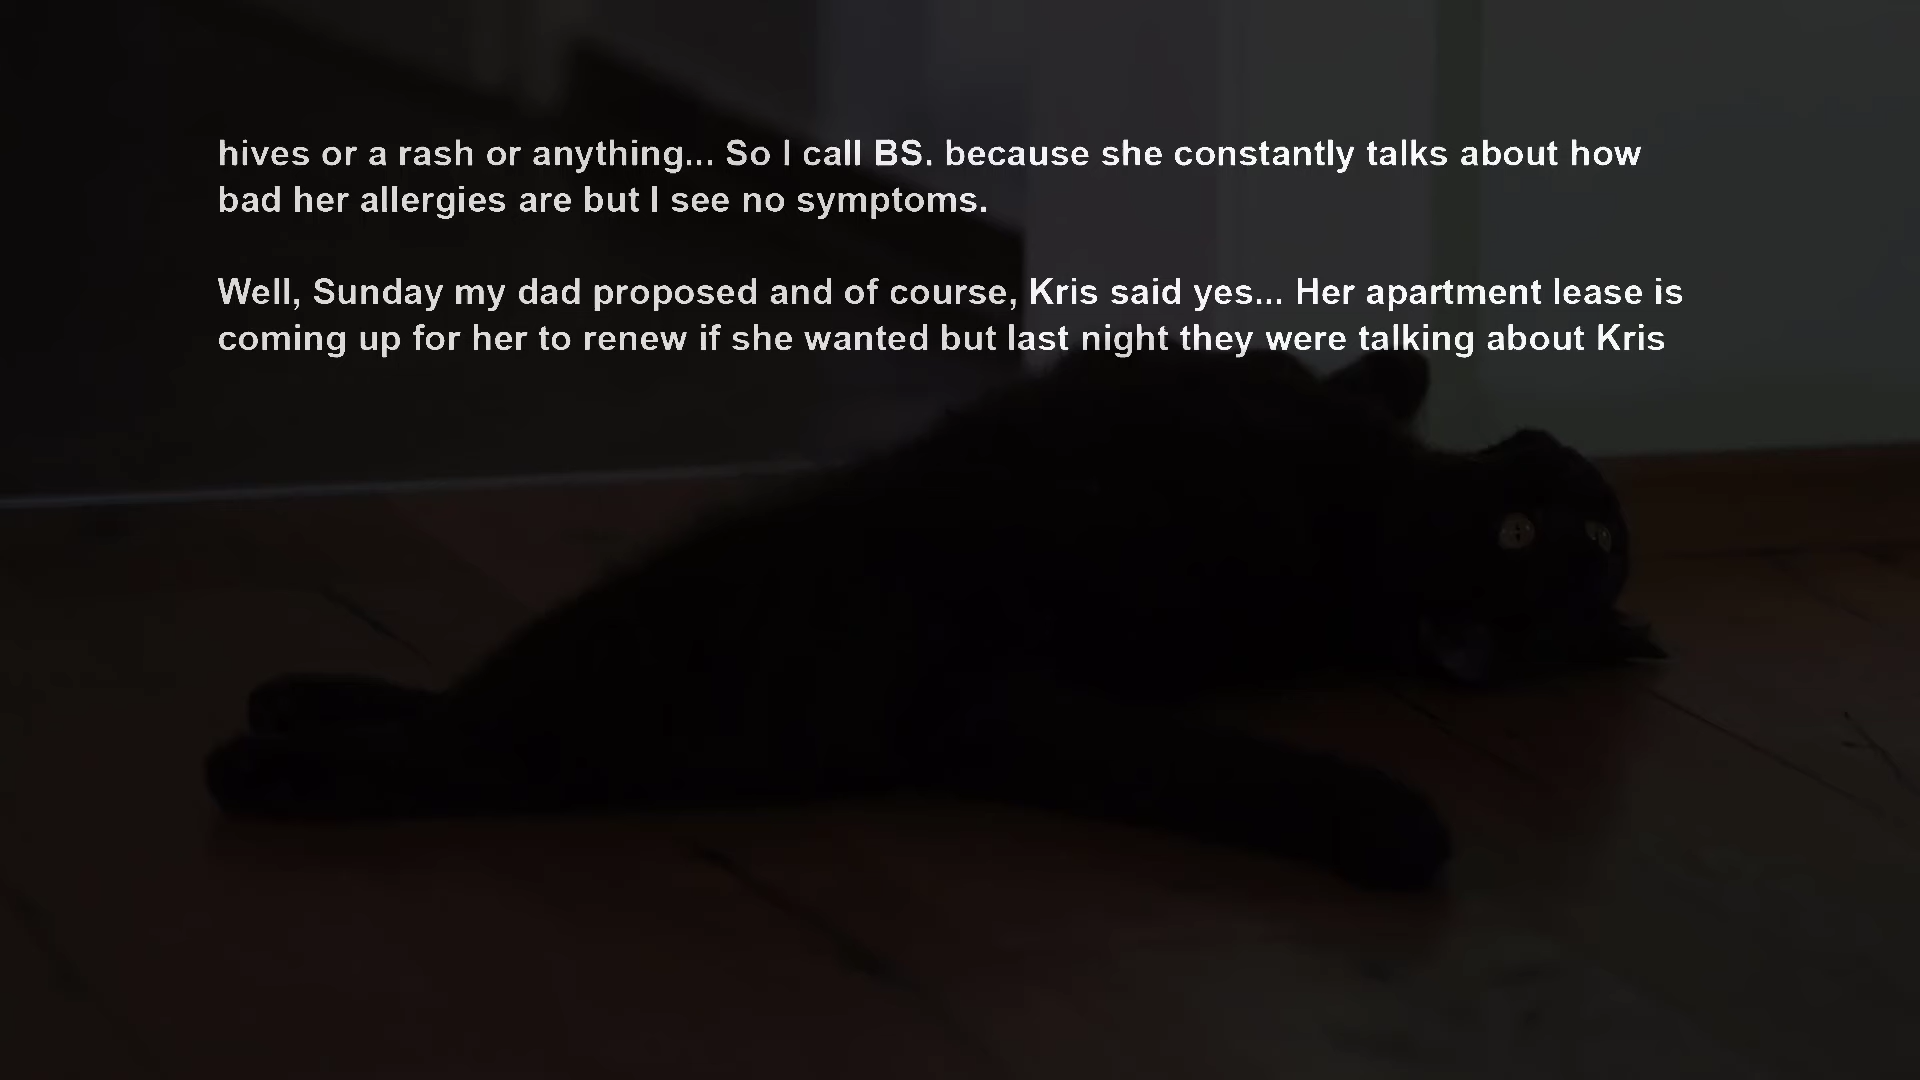 hives or a rash or anything... So I call BS. because she constantly talks about how
bad her allergies are but I see no symptoms.
Well, Sunday my dad proposed and of course, Kris said yes... Her apartment lease is
coming up for her to renew if she wanted but last night they were talking about Kris